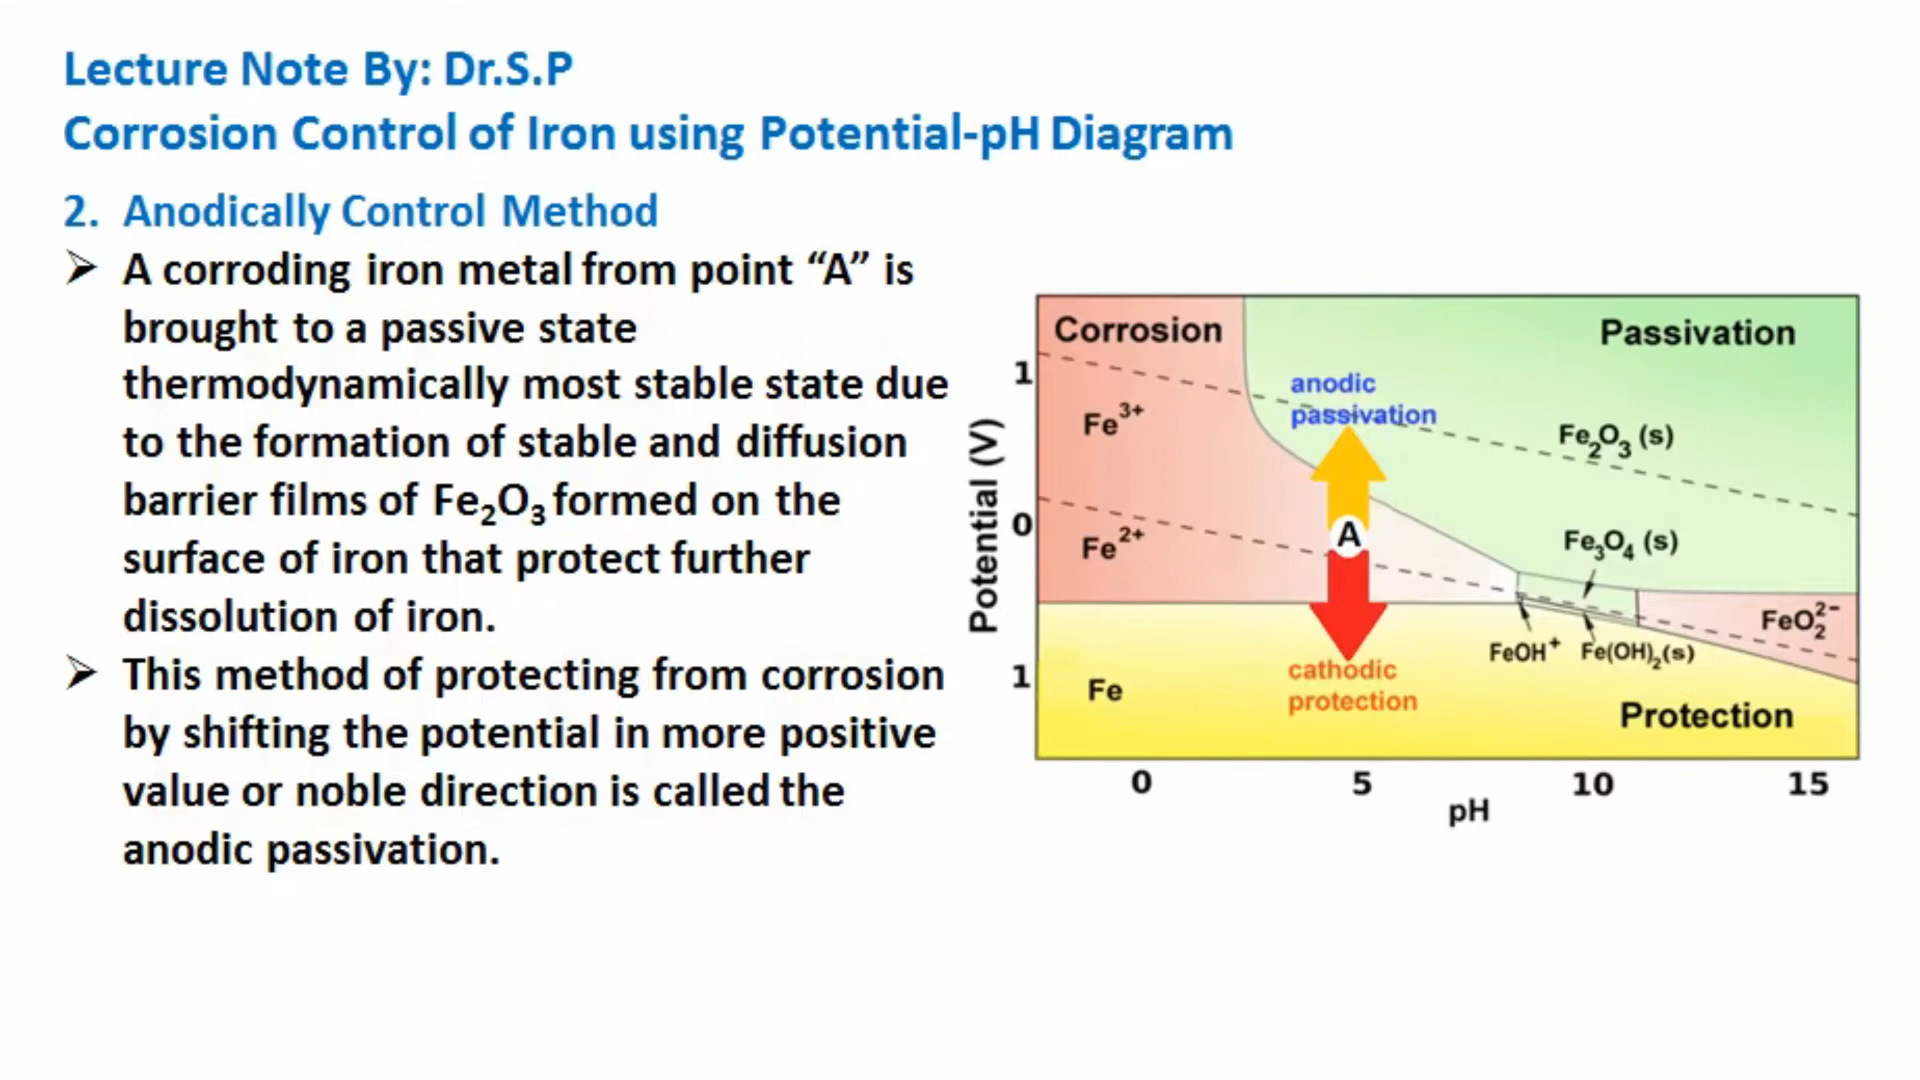 Lecture Note By: Dr.S.P
Corrosion Control of Iron using Potential-pH Diagram
2. Anodically Control Method
➢ A corroding iron metal from point “A” is
brought to a passive state
thermodynamically most stable state due
to the formation of stable and diffusion
barrier films of Fe₂O₃ formed on the
surface of iron that protect further
dissolution of iron.
➢ This method of protecting from corrosion
by shifting the potential in more positive
value or noble direction is called the
anodic passivation.
Corrosion
Passivation
1
anodic
passivation
Fe³⁺
Fe₂O₃ (s)
Potential (V)
0
A
Fe²⁺
Fe₃O₄ (s)
FeO₂²⁻
FeOH⁺
Fe(OH)₂(s)
1
cathodic
protection
Fe
Protection
0
5
10
15
pH